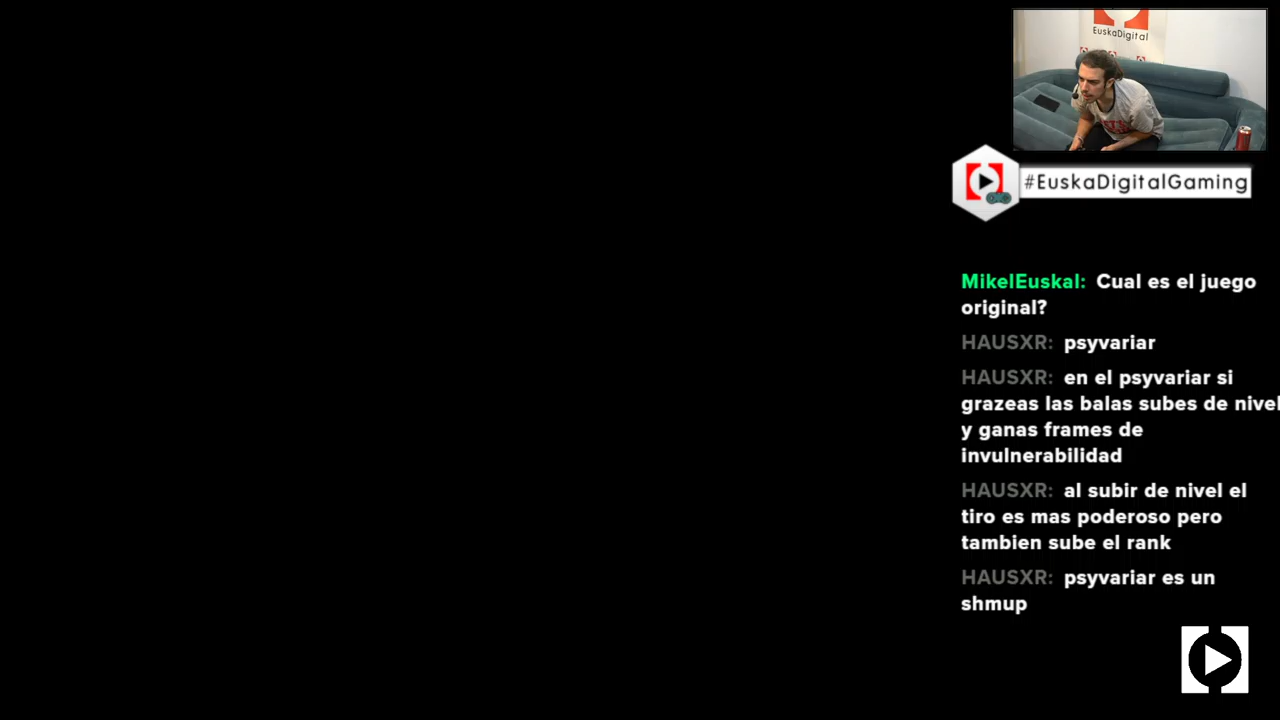 EuskaDigital
#EuskaDigitalGaming
MikelEuskal: Cual es el juego
original?
HAUSXR: psyvariar
HAUSXR: en el psyvariar si
grazeas las balas subes de nivel
y ganas frames de
invulnerabilidad
HAUSXR: al subir de nivel el
tiro es mas poderoso pero
tambien sube el rank
HAUSXR: psyvariar es un
shmup